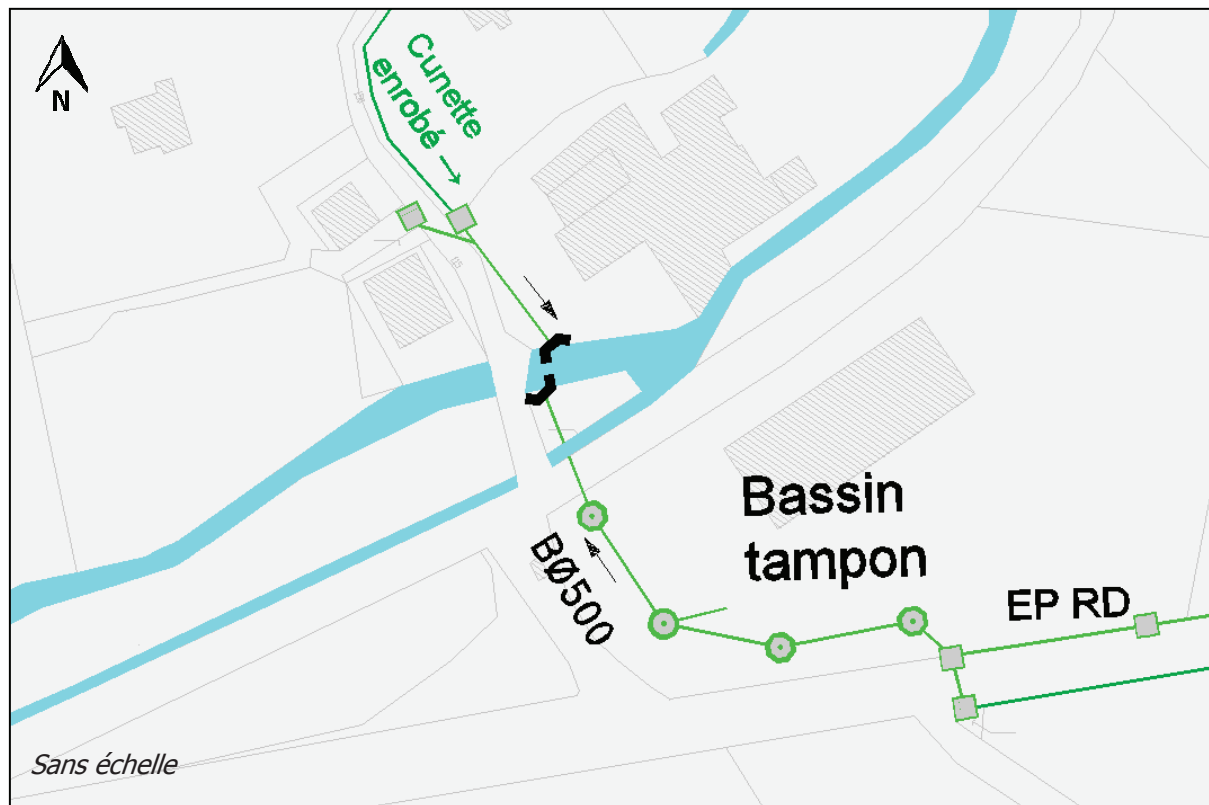 N
Cunette
enrobé
BØ500
Bassin
tampon
EP RD
Sans échelle